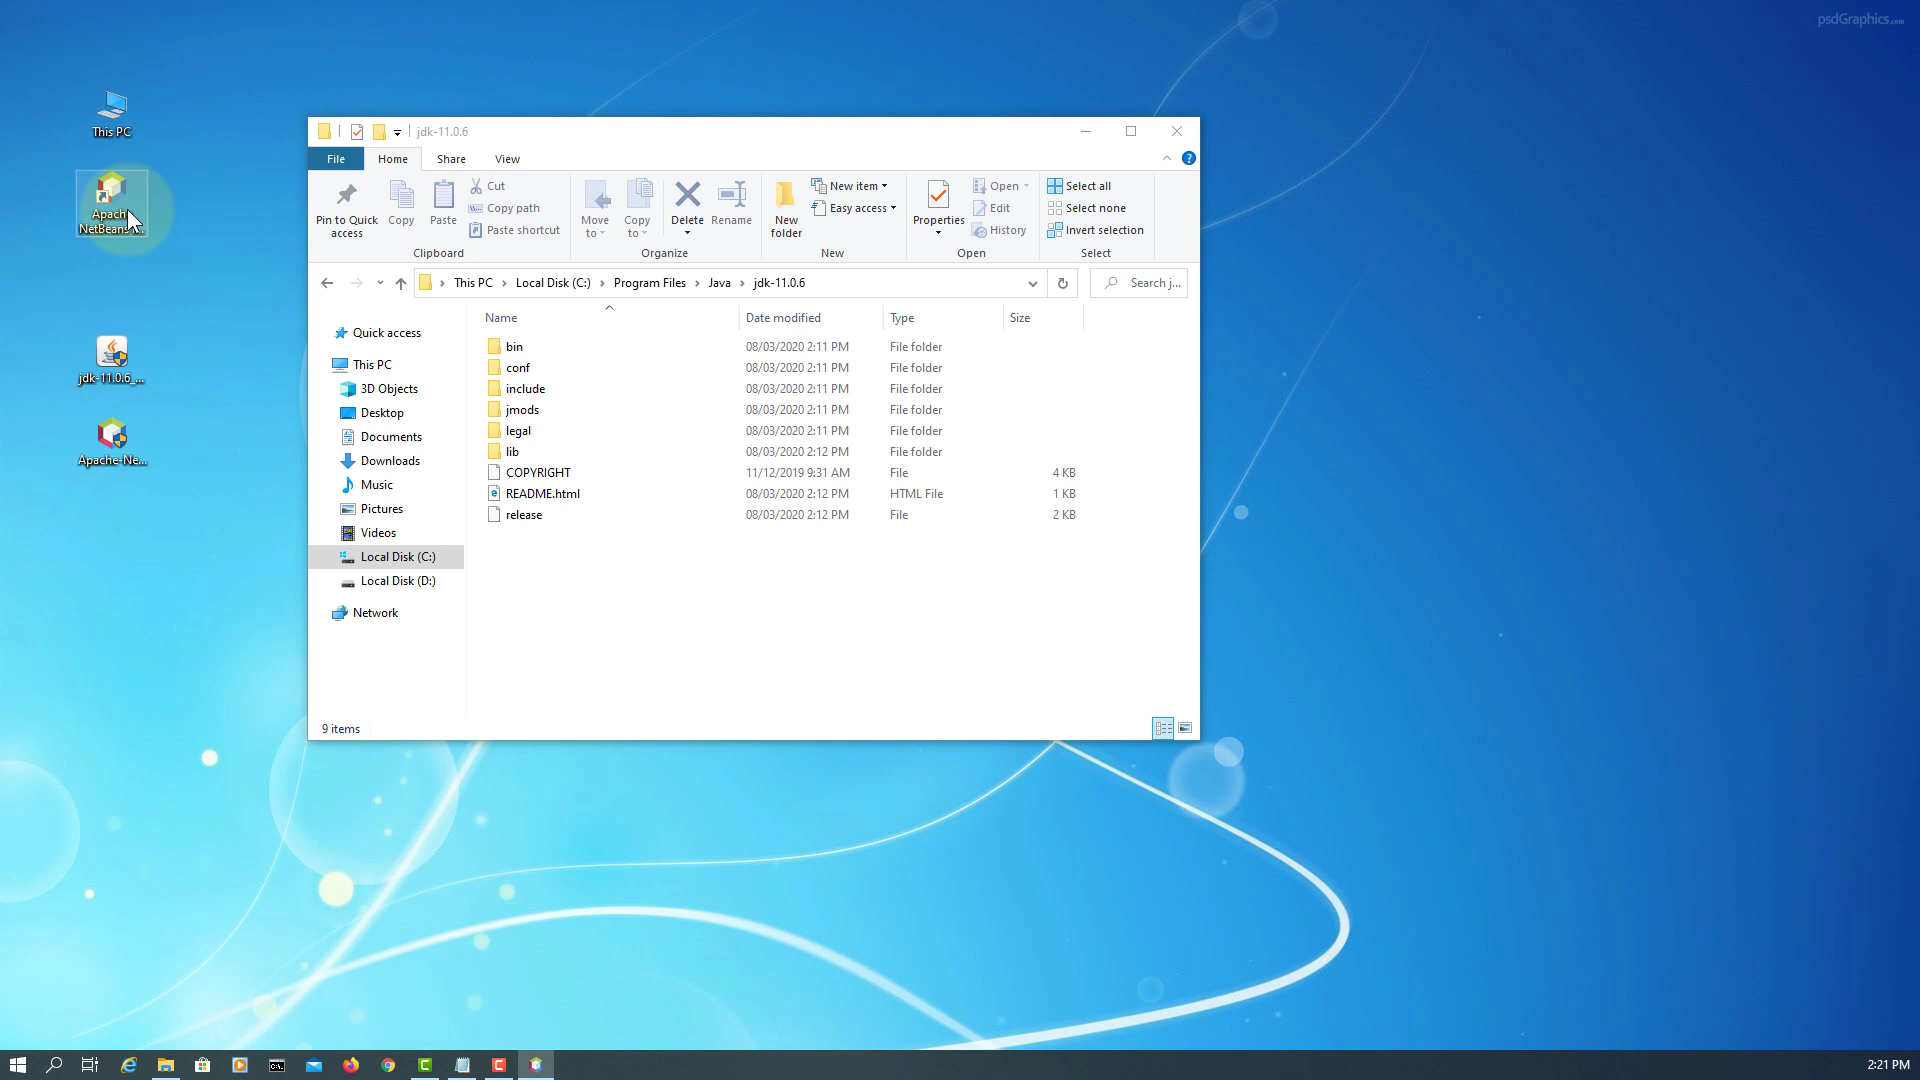 psdGraphics.com
This PC
Apach
NetBeans ...
jdk-11.0.6_...
Apache-Ne...
jdk-11.0.6
File Home Share View
Pin to Quick access
Copy
Paste
Cut
Copy path
Paste shortcut
Clipboard
Move to
Copy to
Delete
Rename
Organize
New folder
New item
Easy access
New
Properties
Open
Edit
History
Open
Select all
Select none
Invert selection
Select
This PC > Local Disk (C:) > Program Files > Java > jdk-11.0.6
Search j...
Quick access
This PC
3D Objects
Desktop
Documents
Downloads
Music
Pictures
Videos
Local Disk (C:)
Local Disk (D:)
Network
Name Date modified Type Size
bin 08/03/2020 2:11 PM File folder
conf 08/03/2020 2:11 PM File folder
include 08/03/2020 2:11 PM File folder
jmods 08/03/2020 2:11 PM File folder
legal 08/03/2020 2:11 PM File folder
lib 08/03/2020 2:12 PM File folder
COPYRIGHT 11/12/2019 9:31 AM File 4 KB
README.html 08/03/2020 2:12 PM HTML File 1 KB
release 08/03/2020 2:12 PM File 2 KB
9 items
2:21 PM